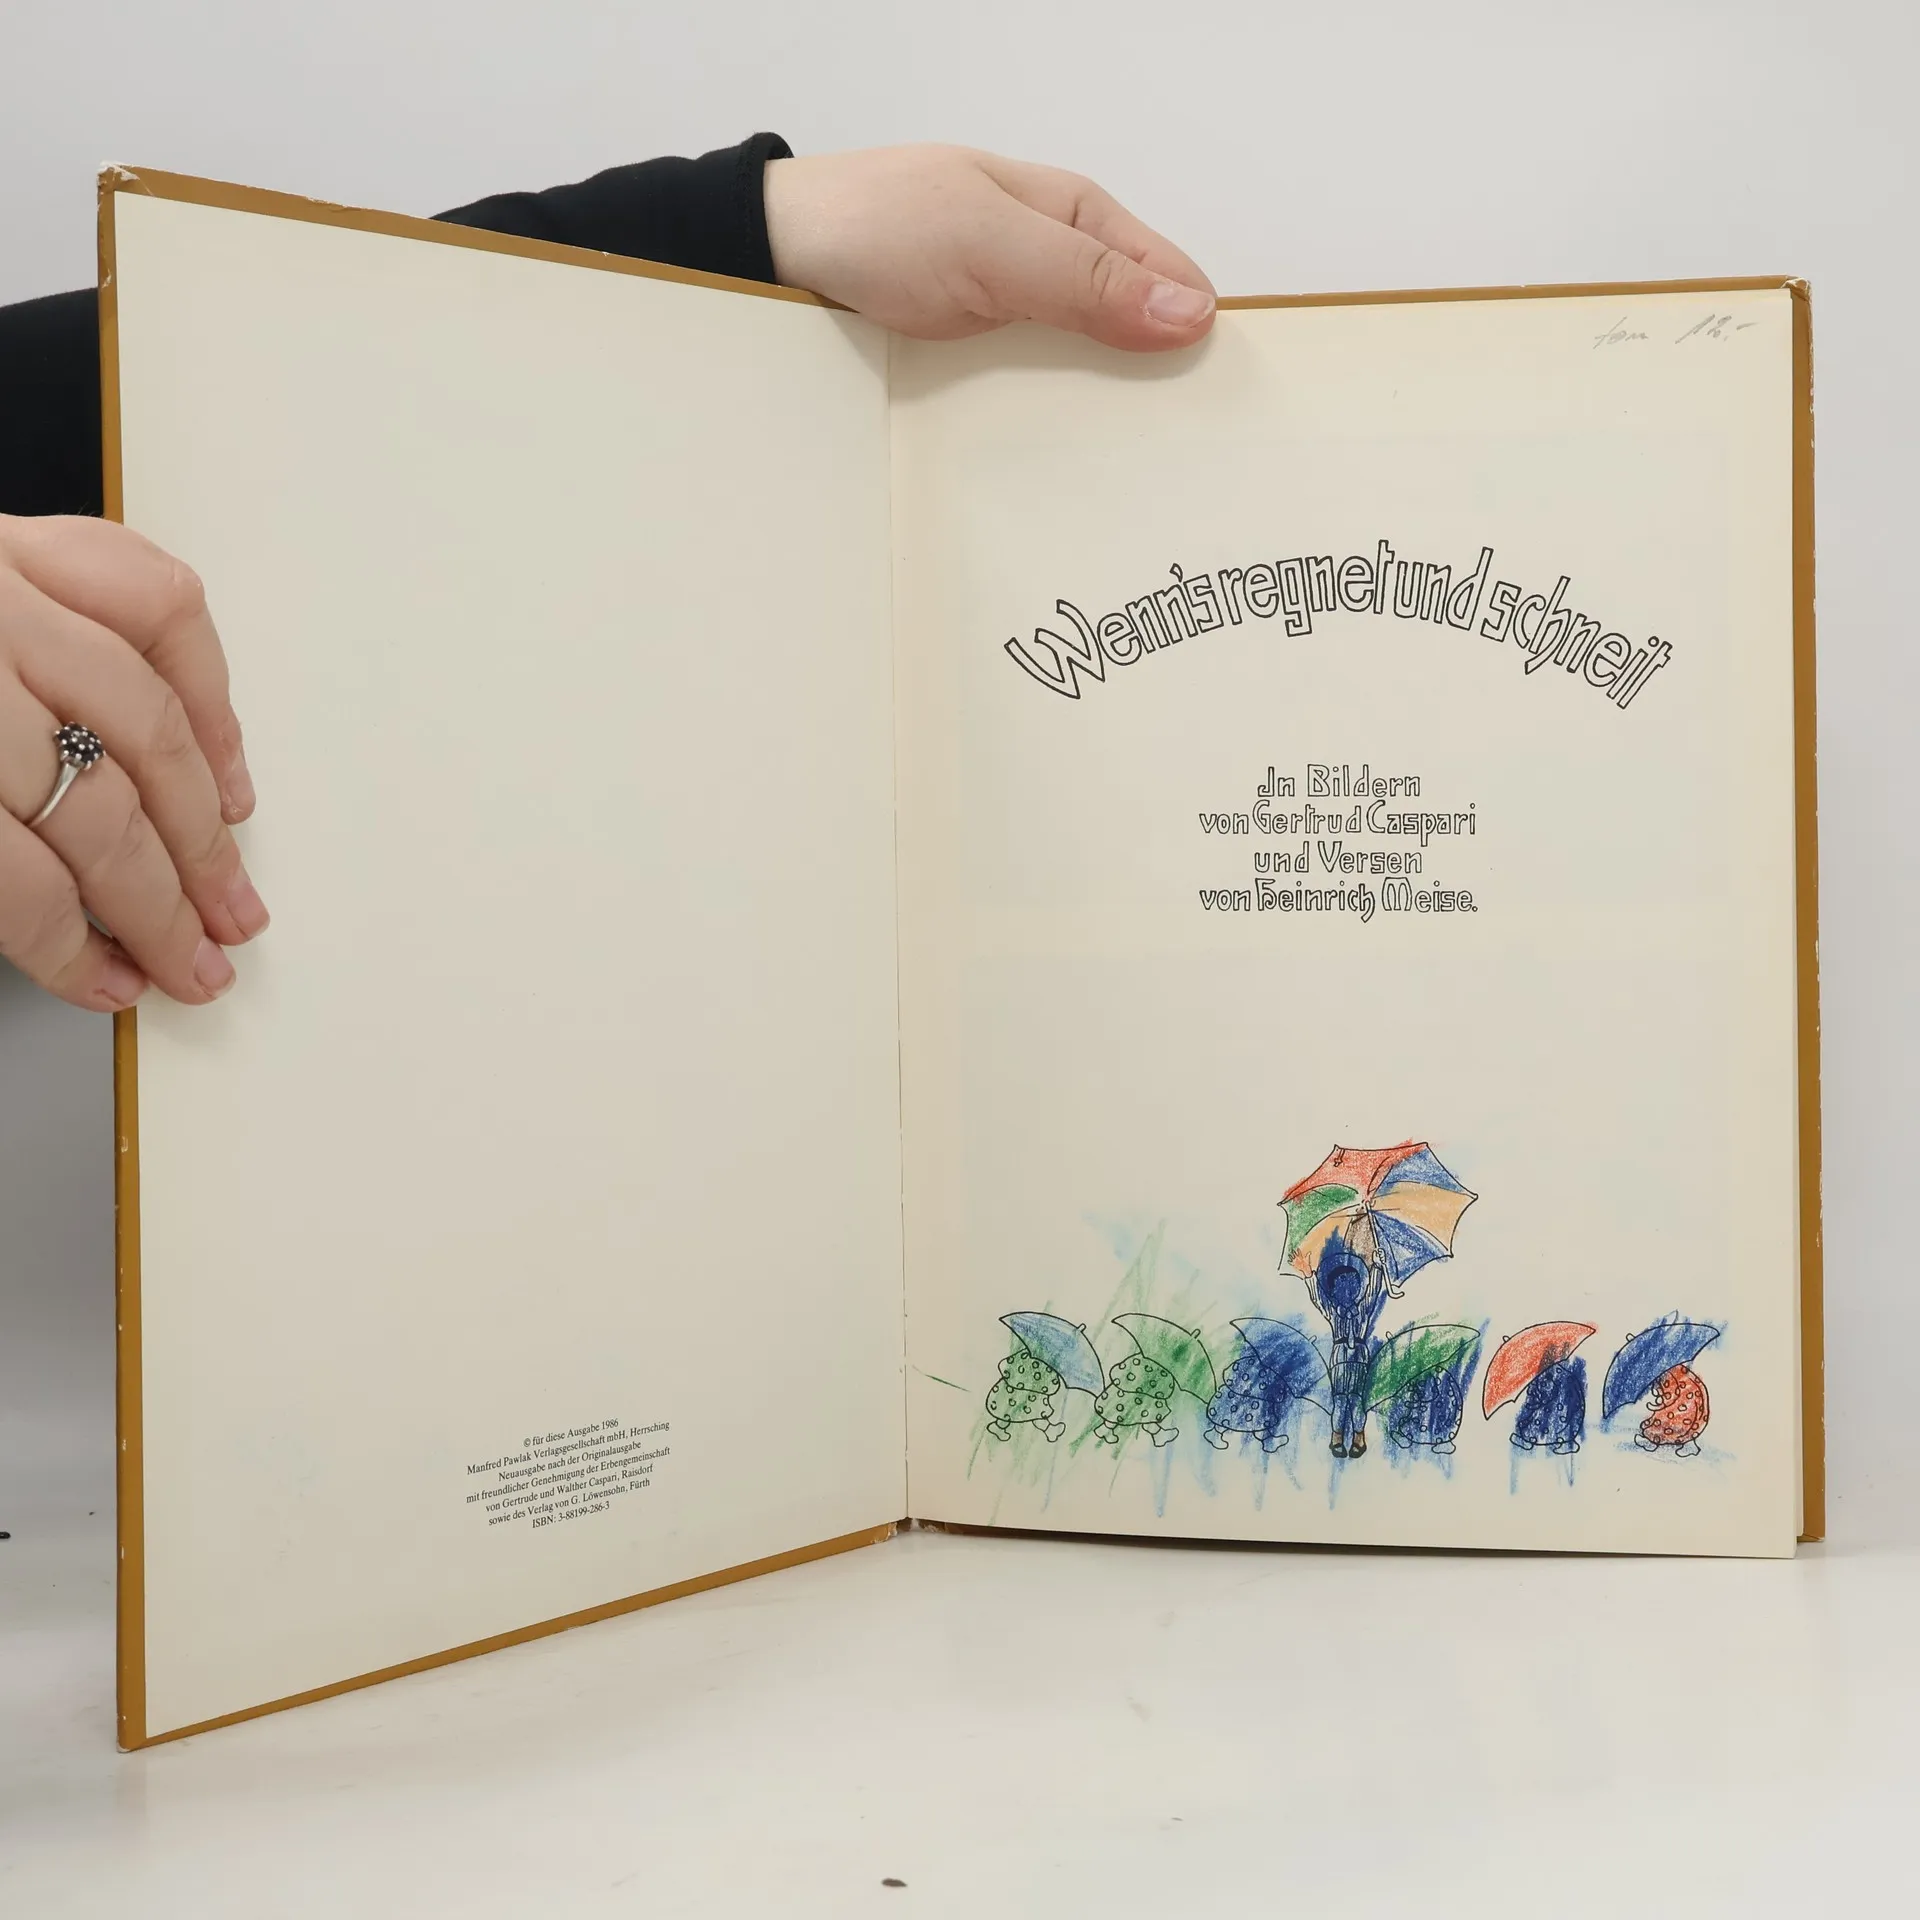 © für diese Ausgabe 1986
Manfred Pawlak Verlagsgesellschaft mbH, Herrsching
Neuausgabe nach der Originalausgabe
mit freundlicher Genehmigung der Erbengemeinschaft
von Gertrude und Walther Caspari, Raisdorf
sowie des Verlag von G. Löwensohn, Fürth
ISBN: 3-88199-286-3
12.-
Wenn's regnet und schneit
In Bildern
von Gertrud Caspari
und Versen
von Heinrich Meise.